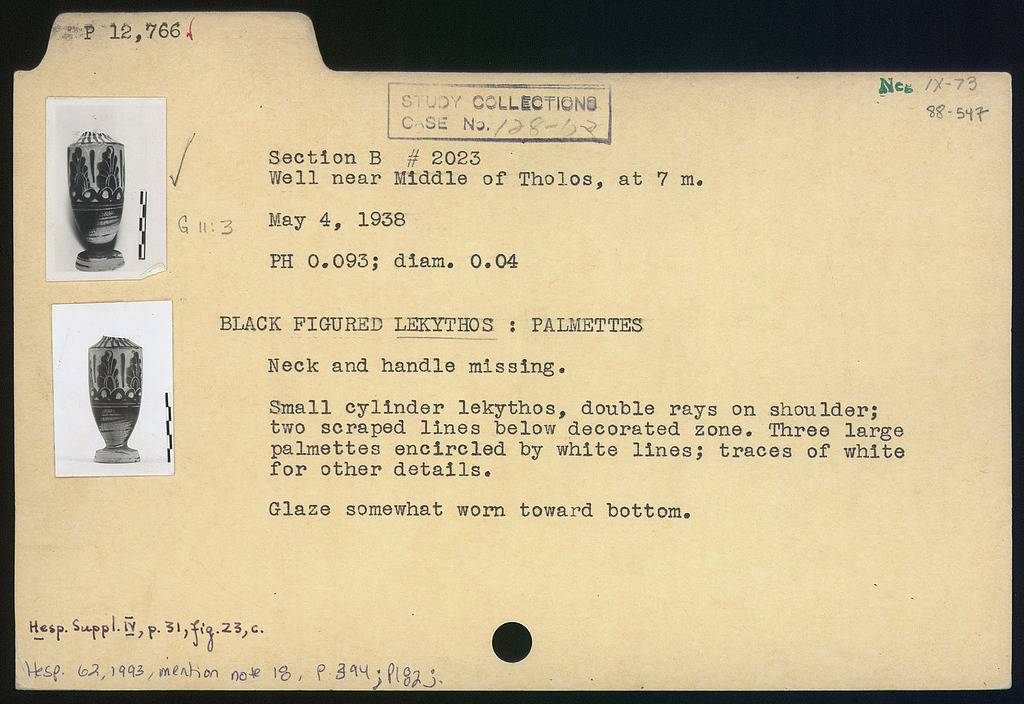 P 12,766
Neg IX-73
88-547
STUDY COLLECTIONS
CASE No.
Section B # 2023
Well near Middle of Tholos, at 7 m.
G 11:3
May 4, 1938
PH 0.093; diam. 0.04
BLACK FIGURED LEKYTHOS : PALMETTES
Neck and handle missing.
Small cylinder lekythos, double rays on shoulder;
two scraped lines below decorated zone. Three large
palmettes encircled by white lines; traces of white
for other details.
Glaze somewhat worn toward bottom.
Hesp. Suppl. IV, p. 31, fig. 23, c.
Hesp. 62, 1993, mention note 18, p. 394;